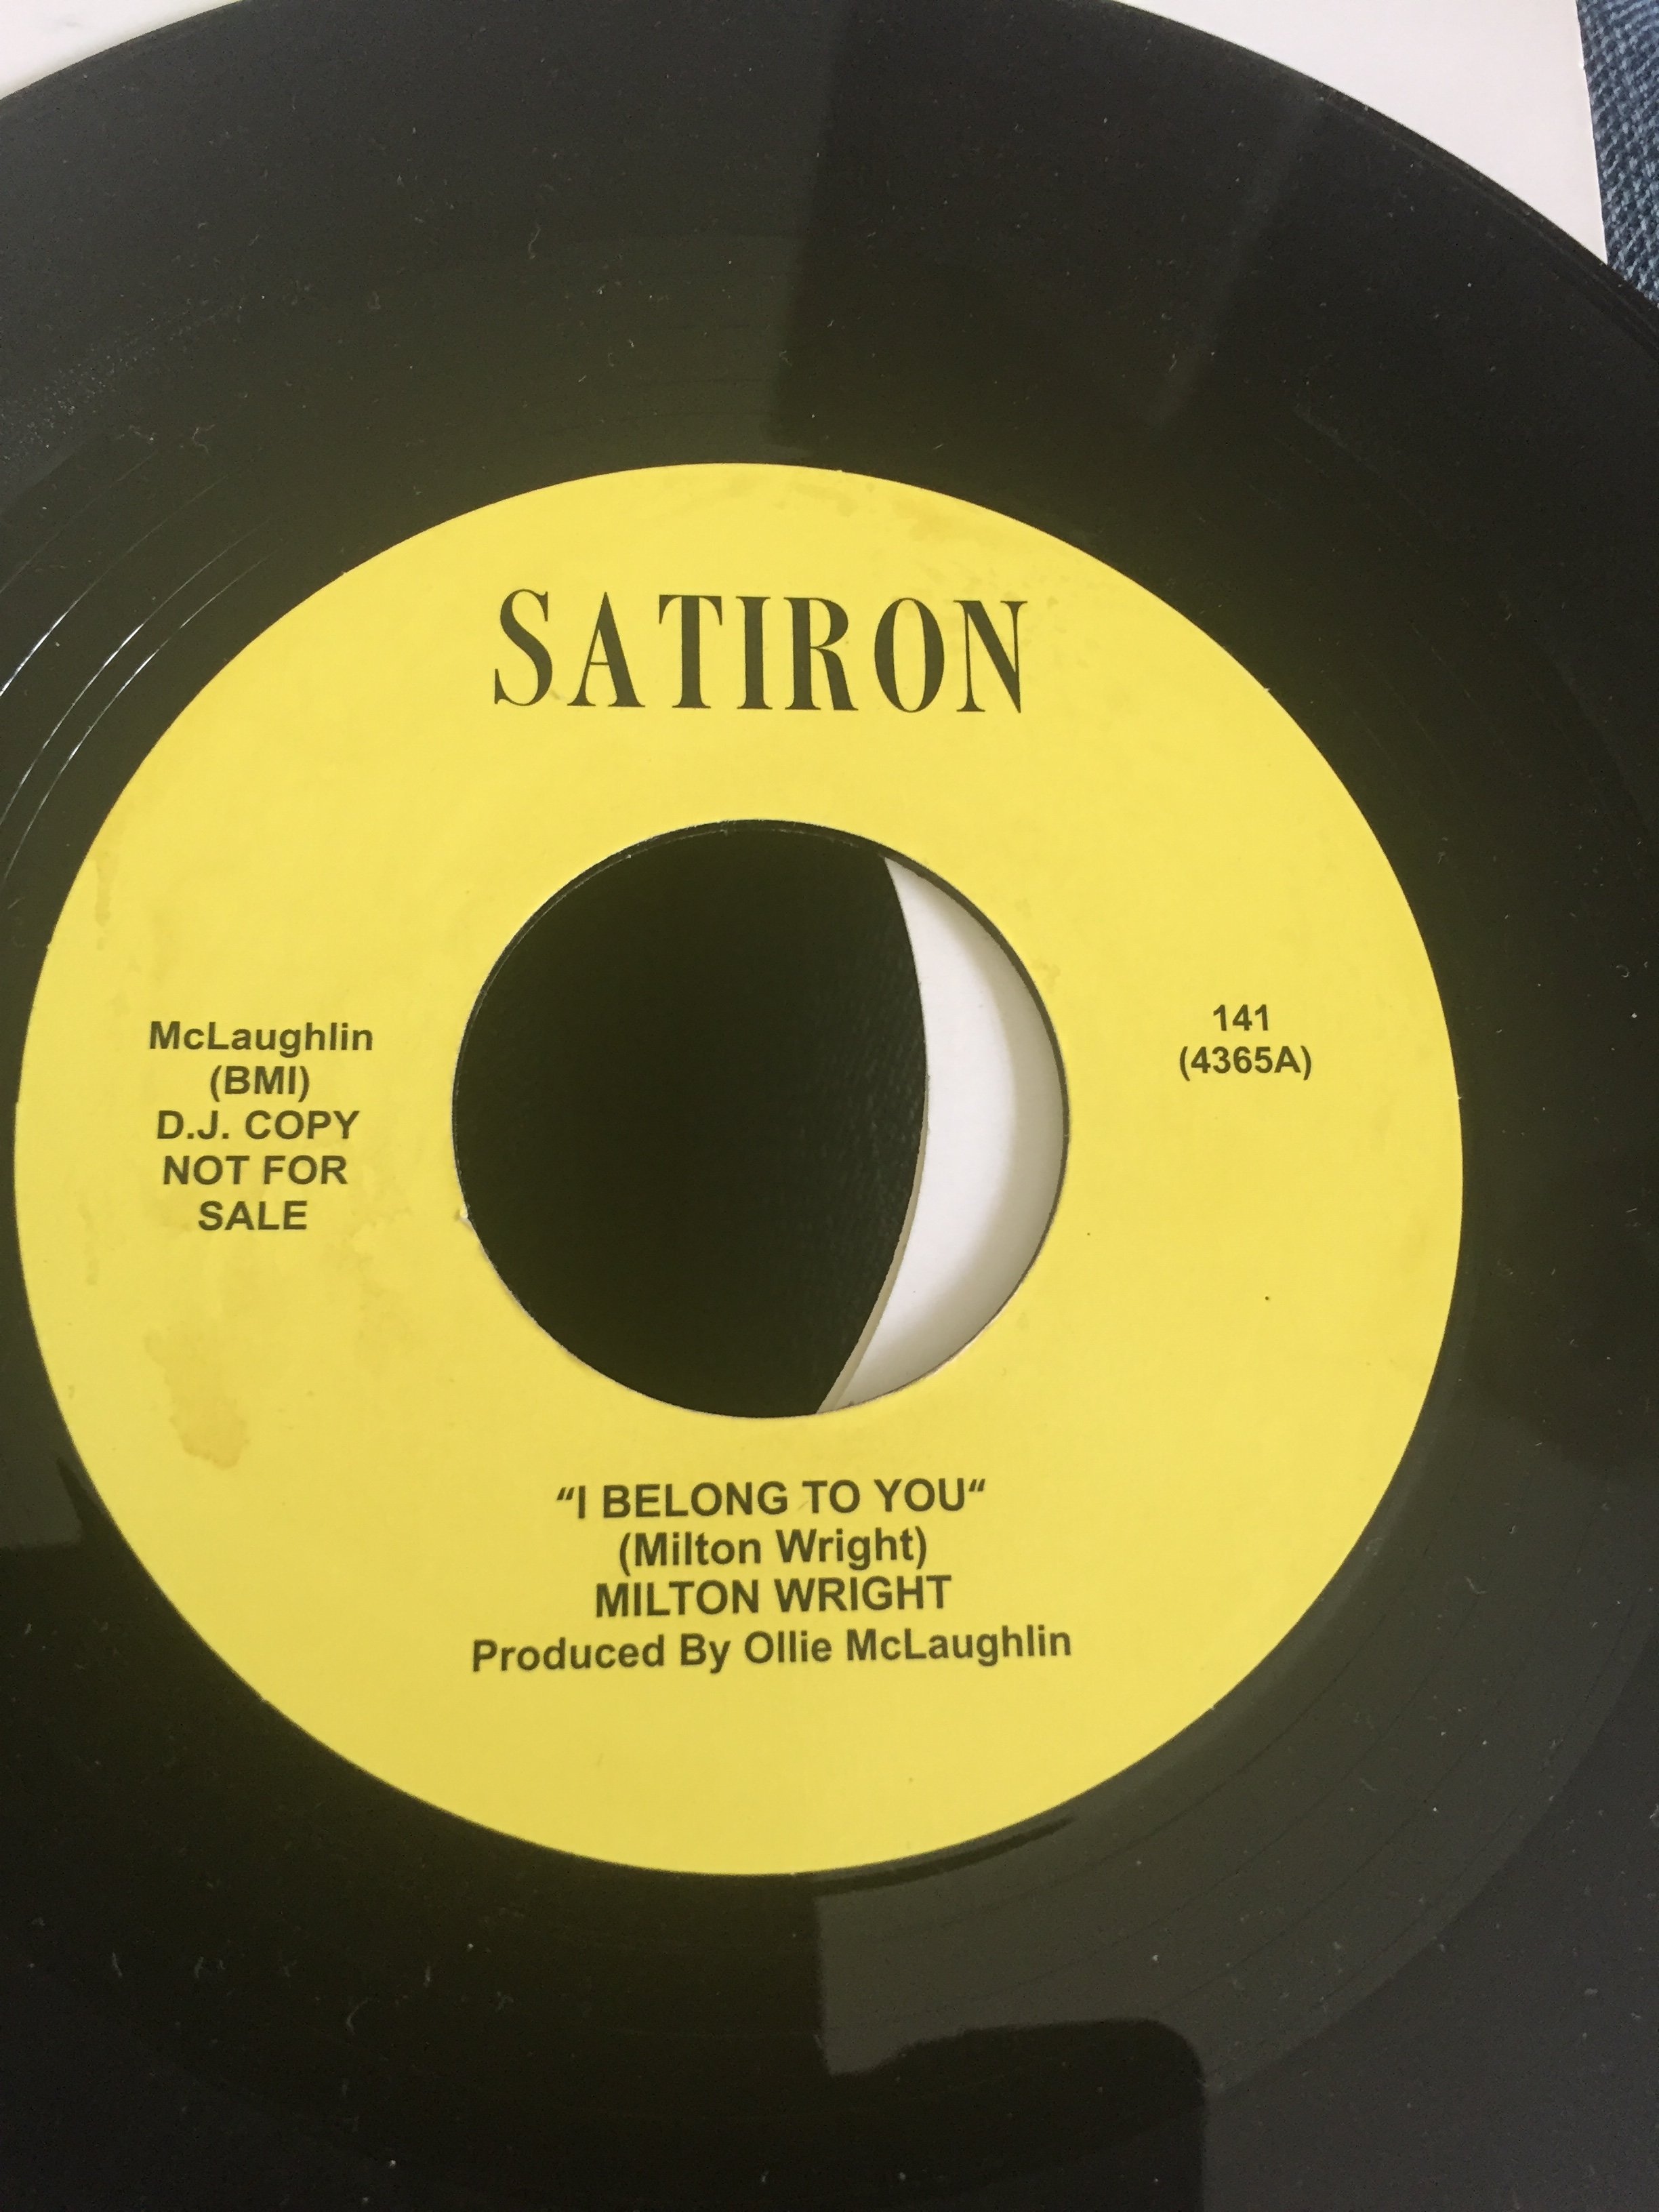 SATIRON
McLaughlin
(BMI)
D.J. COPY
NOT FOR
SALE
141
(4365A)
“I BELONG TO YOU“
(Milton Wright)
MILTON WRIGHT
Produced By Ollie McLaughlin